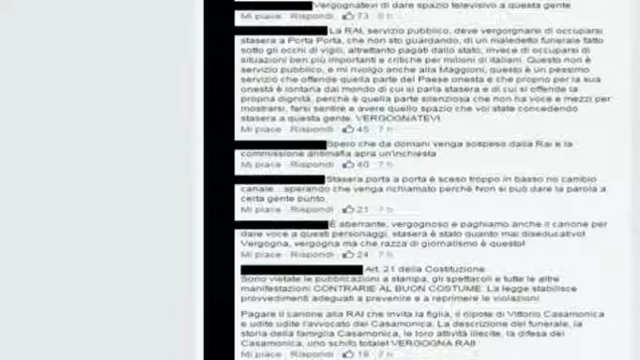 Vergognatevi di dare spazio televisivo a questa gente
Mi piace · Rispondi · 73 · 8 h
La RAI, servizio pubblico, deve vergorgnarsi di occuparsi
stasera a Porta Porta, che non sto guardando, di un maledetto funerale fatto
sotto gli occhi di vigili, altrettanto pagati dallo stato, invece di occuparsi di
situazioni ben più importanti e critiche per milioni di italiani. Questo non è
servizio pubblico, e mi rivolgo anche alla Maggioni, questo è un pessimo
servizio che offende quella parte del Paese onesta e che proprio per la sua
onestà è lontana dal mondo di cui si parla stasera e di cui si offende la
propria dignità, perchè è quella parte silenziosa che non ha voce e mezzi per
mostrarsi, farsi sentire e avere quello spazio che voi state concedendo
stasera a questa gente. VERGOGNATEVI
Mi piace · Rispondi · 45 · 7 h
Spero che da domani venga sospeso dalla Rai e la
commissione antimafia apra un'inchiesta
Mi piace · Rispondi · 40 · 7 h
Stasera porta a porta è sceso troppo in basso no cambio
canale...sperando che venga richiamato perchè Non si può dare la parola a
certa gente punto
Mi piace · Rispondi · 21 · 7 h
È aberrante, vergognoso e paghiamo anche il canone per
dare voce a questi personaggi, stasera è stato quanto mai diseducativo!
Vergogna, vergogna ma che razza di giornalismo è questo!
Mi piace · Rispondi · 24 · 7 h
Art. 21 della Costituzione
Sono vietate le pubblicazioni a stampa, gli spettacoli e tutte le altre
manifestazioni CONTRARIE AL BUON COSTUME. La legge stabilisce
provvedimenti adeguati a prevenire e a reprimere le violazioni.
Pagare il canone alla RAI che invita la figlia, il nipote di Vittorio Casamonica
e udite udite l'avvocato dei Casamonica. La descrizione del funerale, la
storia della famiglia Casamonica, le loro attività illecite, la difesa dei
Casamonica, uno schifo totale! VERGOGNA RAI!
Mi piace · Rispondi · 18 · 7 h